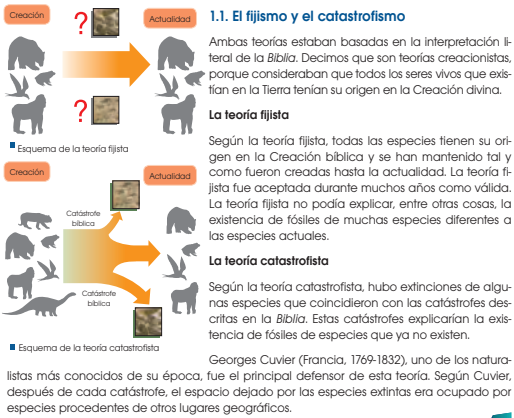 Creación
Actualidad
?
?
Esquema de la teoría fijista
Creación
Actualidad
Catástrofe
bíblica
Catástrofe
bíblica
Esquema de la teoría catastrofista
1.1. El fijismo y el catastrofismo
Ambas teorías estaban basadas en la interpretación li-
teral de la Biblia. Decimos que son teorías creacionistas,
porque consideraban que todos los seres vivos que exis-
tían en la Tierra tenían su origen en la Creación divina.
La teoría fijista
Según la teoría fijista, todas las especies tienen su ori-
gen en la Creación bíblica y se han mantenido tal y
como fueron creadas hasta la actualidad. La teoría fi-
jista fue aceptada durante muchos años como válida.
La teoría fijista no podía explicar, entre otras cosas, la
existencia de fósiles de muchas especies diferentes a
las especies actuales.
La teoría catastrofista
Según la teoría catastrofista, hubo extinciones de algu-
nas especies que coincidieron con las catástrofes des-
critas en la Biblia. Estas catástrofes explicarían la exis-
tencia de fósiles de especies que ya no existen.
Georges Cuvier (Francia, 1769-1832), uno de los natura-
listas más conocidos de su época, fue el principal defensor de esta teoría. Según Cuvier,
después de cada catástrofe, el espacio dejado por las especies extintas era ocupado por
especies procedentes de otros lugares geográficos.